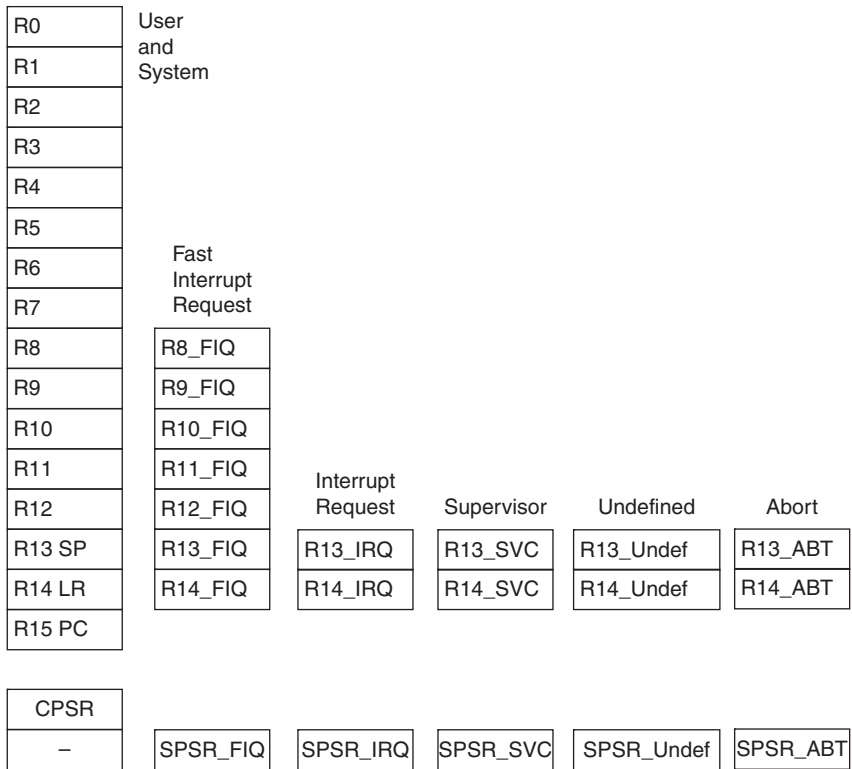 R0
User
and
System
R1
R2
R3
R4
R5
R6
Fast
Interrupt
Request
R7
R8
R8_FIQ
R9
R9_FIQ
R10
R10_FIQ
R11
R11_FIQ
Interrupt
Request
Supervisor
Undefined
Abort
R12
R12_FIQ
R13 SP
R13_FIQ
R13_IRQ
R13_SVC
R13_Undef
R13_ABT
R14 LR
R14_FIQ
R14_IRQ
R14_SVC
R14_Undef
R14_ABT
R15 PC
CPSR
–
SPSR_FIQ
SPSR_IRQ
SPSR_SVC
SPSR_Undef
SPSR_ABT